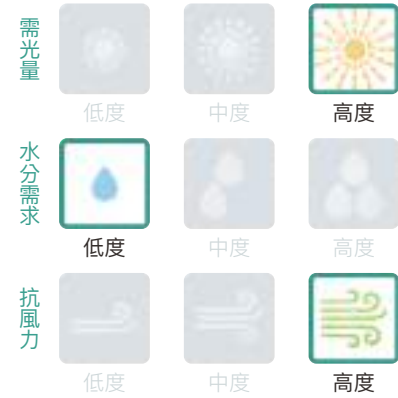 需光量
低度 中度 高度
水分需求
低度 中度 高度
抗風力
低度 中度 高度